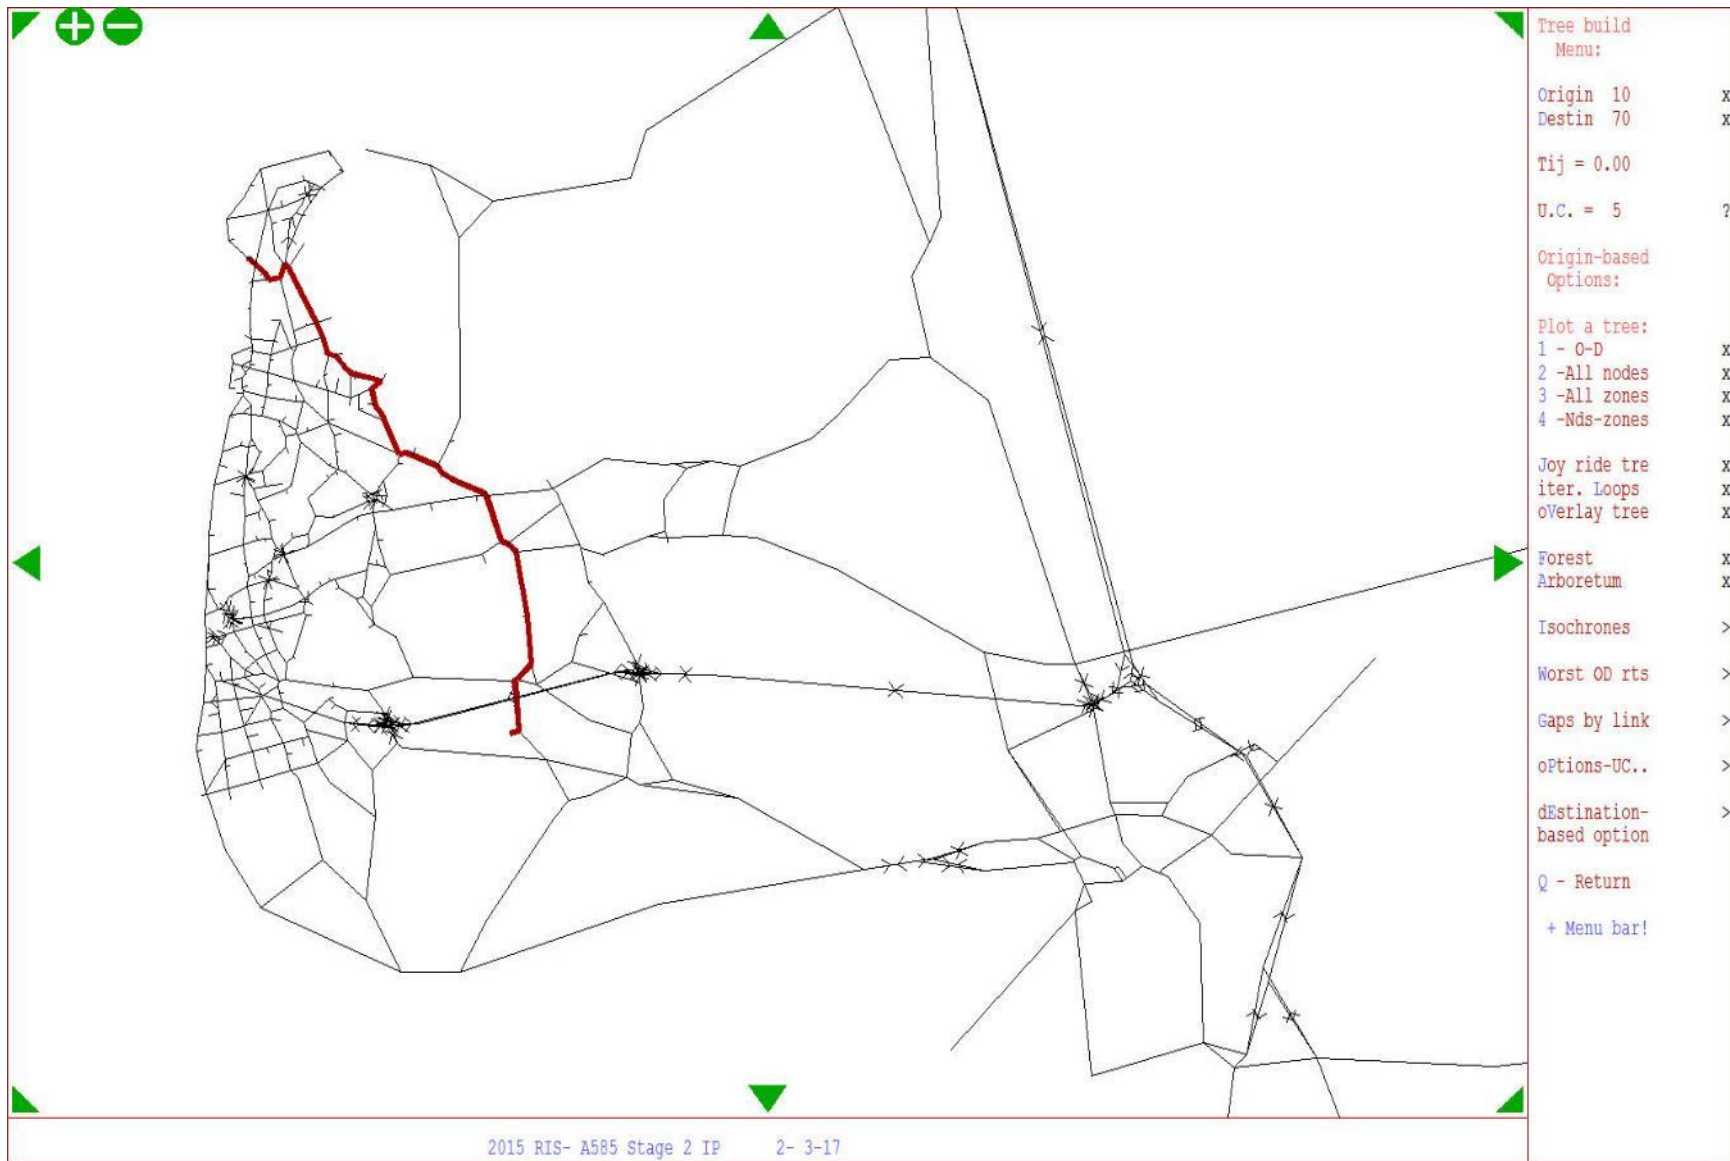 Tree build
Menu:
Origin 10 x
Destin 70 x
Tij = 0.00
U.C. = 5 ?
Origin-based
Options:
Plot a tree:
1 - O-D x
2 -All nodes x
3 -All zones x
4 -Nds-zones x
Joy ride tre x
iter. Loops x
oVerlay tree x
Forest x
Arboretum x
Isochrones >
Worst OD rts >
Gaps by link >
oPtions-UC.. >
dEstination- >
based option
Q - Return
+ Menu bar!
2015 RIS- A585 Stage 2 IP 2- 3-17